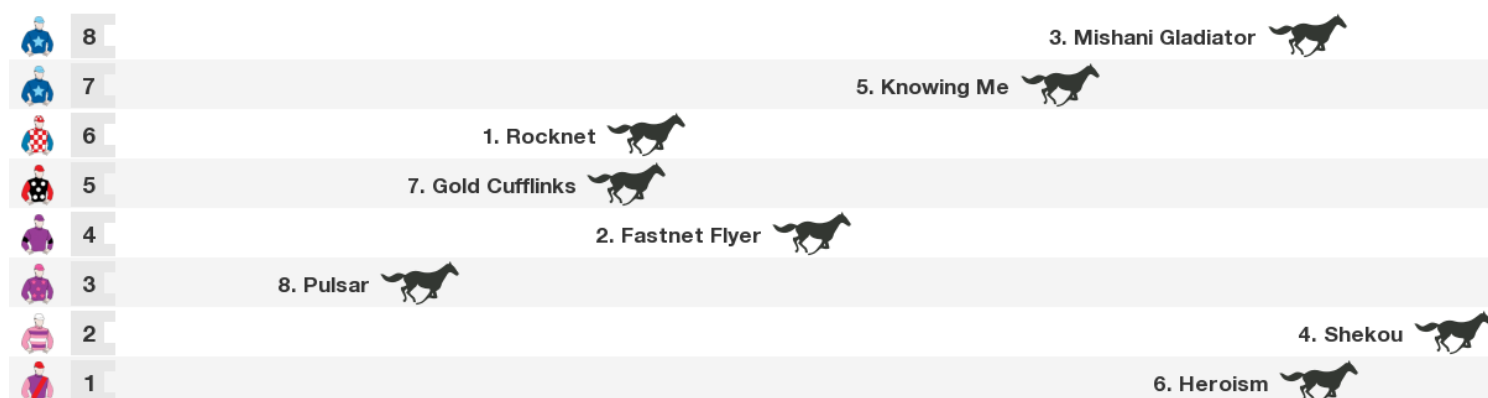 8 3. Mishani Gladiator
7 5. Knowing Me
6 1. Rocknet
5 7. Gold Cufflinks
4 2. Fastnet Flyer
3 8. Pulsar
2 4. Shekou
1 6. Heroism